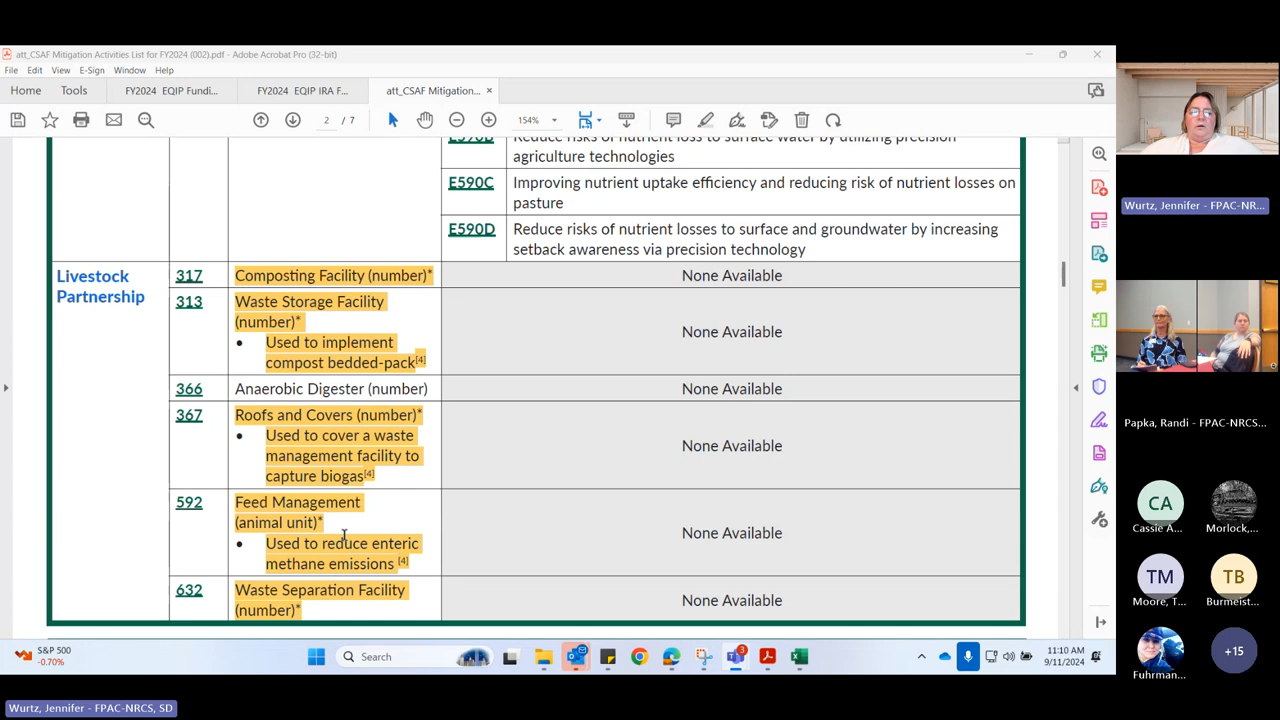 att_CSAF Mitigation Activities List for FY2024 (002).pdf - Adobe Acrobat Pro (32-bit)
File Edit View E-Sign Window Help
Home Tools FY2024 EQIP Fundi... FY2024 EQIP IRA F... att_CSAF Mitigation... ×
2 / 7 154%
E590B Reduce risks of nutrient loss to surface water by utilizing precision
agriculture technologies
E590C Improving nutrient uptake efficiency and reducing risk of nutrient losses on
pasture
E590D Reduce risks of nutrient losses to surface and groundwater by increasing
setback awareness via precision technology
Livestock
Partnership
317 Composting Facility (number)* None Available
313 Waste Storage Facility
(number)*
• Used to implement
compost bedded-pack[4]
None Available
366 Anaerobic Digester (number) None Available
367 Roofs and Covers (number)*
• Used to cover a waste
management facility to
capture biogas[4]
None Available
592 Feed Management
(animal unit)*
• Used to reduce enteric
methane emissions [4]
None Available
632 Waste Separation Facility
(number)*
None Available
S&P 500
-0.70%
Search
3
11:10 AM
9/11/2024
Wurtz, Jennifer - FPAC-NRCS, SD
Wurtz, Jennifer - FPAC-NR...
Papka, Randi - FPAC-NRCS...
CA
Cassie A...
Morlock,...
TM
Moore, T...
TB
Burmeist...
Fuhrman...
+15